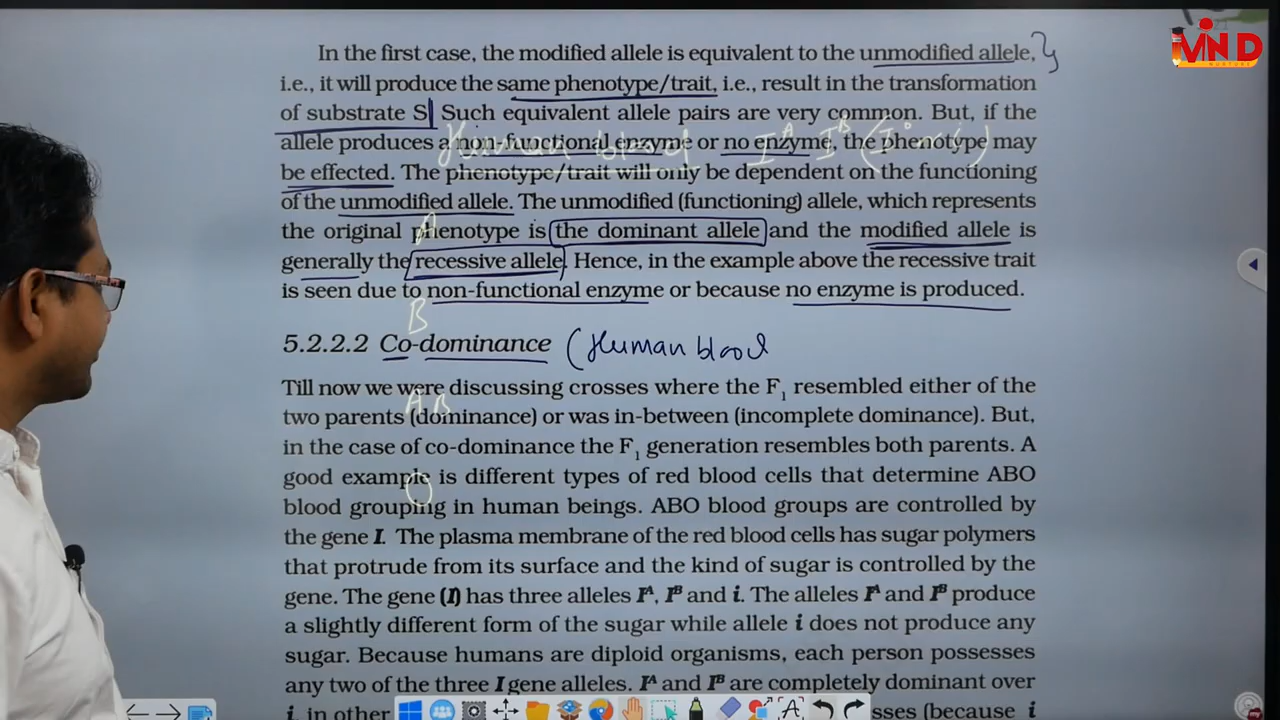 In the first case, the modified allele is equivalent to the unmodified allele,
i.e., it will produce the same phenotype/trait, i.e., result in the transformation
of substrate S. Such equivalent allele pairs are very common. But, if the
allele produces a non-functional enzyme or no enzyme, the phenotype may
Human blood I^A I^B (I^o or i)
be effected. The phenotype/trait will only be dependent on the functioning
of the unmodified allele. The unmodified (functioning) allele, which represents
A
the original phenotype is the dominant allele and the modified allele is
generally the recessive allele. Hence, in the example above the recessive trait
is seen due to non-functional enzyme or because no enzyme is produced.
B
5.2.2.2 Co-dominance (Human blood
Till now we were discussing crosses where the F₁ resembled either of the
AB
two parents (dominance) or was in-between (incomplete dominance). But,
in the case of co-dominance the F₁ generation resembles both parents. A
good example is different types of red blood cells that determine ABO
O
blood grouping in human beings. ABO blood groups are controlled by
the gene I. The plasma membrane of the red blood cells has sugar polymers
that protrude from its surface and the kind of sugar is controlled by the
gene. The gene (I) has three alleles I^A, I^B and i. The alleles I^A and I^B produce
a slightly different form of the sugar while allele i does not produce any
sugar. Because humans are diploid organisms, each person possesses
any two of the three I gene alleles. I^A and I^B are completely dominant over
i, in other sses (because i
VIND